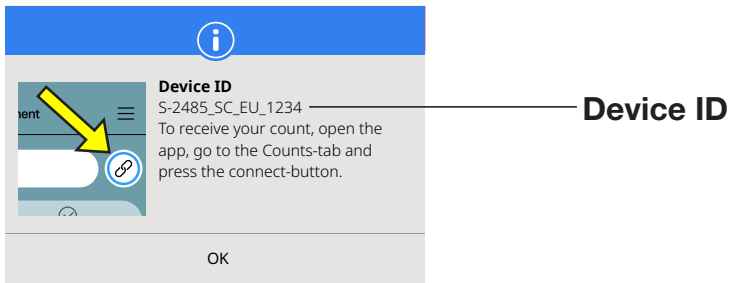 Device ID
S-2485_SC_EU_1234
To receive your count, open the
app, go to the Counts-tab and
press the connect-button.
nent
OK
Device ID